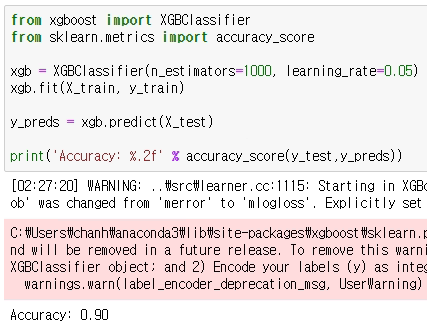 from xgboost import XGBClassifier
from sklearn.metrics import accuracy_score
xgb = XGBClassifier(n_estimators=1000, learning_rate=0.05)
xgb.fit(X_train, y_train)
y_preds = xgb.predict(X_test)
print('Accuracy: %.2f' % accuracy_score(y_test,y_preds))
[02:27:20] WARNING: ..₩src₩learner.cc:1115: Starting in XGBo
ob' was changed from 'merror' to 'mlogloss'. Explicitly set
C:₩Users₩chanh₩anaconda3₩lib₩site-packages₩xgboost₩sklearn.p
nd will be removed in a future release. To remove this warni
XGBClassifier object; and 2) Encode your labels (y) as integ
warnings.warn(label_encoder_deprecation_msg, UserWarning)
Accuracy: 0.90